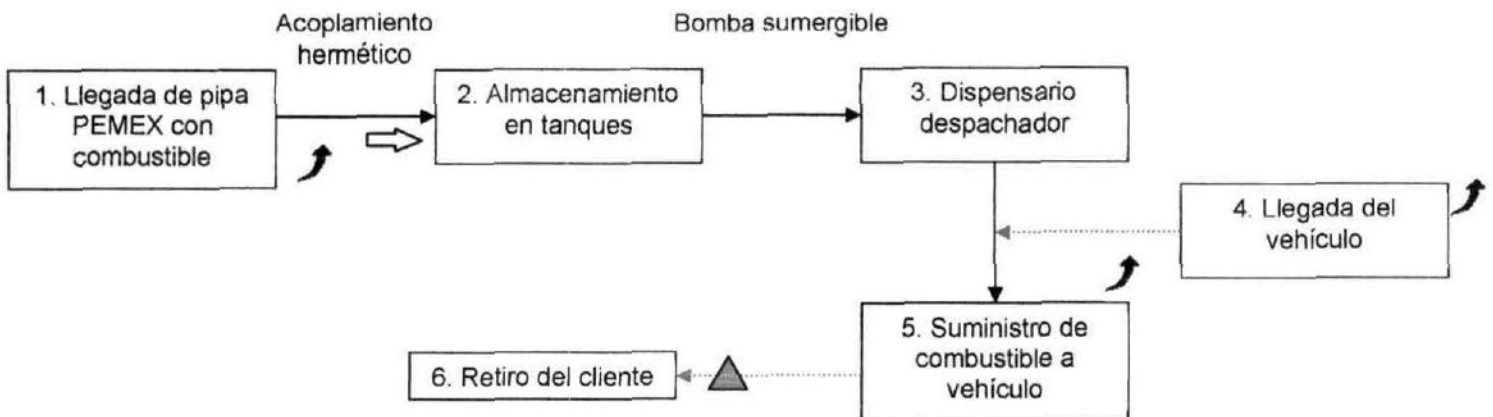 Acoplamiento
hermético
Bomba sumergible
1. Llegada de pipa
PEMEX con
combustible
2. Almacenamiento
en tanques
3. Dispensario
despachador
4. Llegada del
vehículo
5. Suministro de
combustible a
vehículo
6. Retiro del cliente